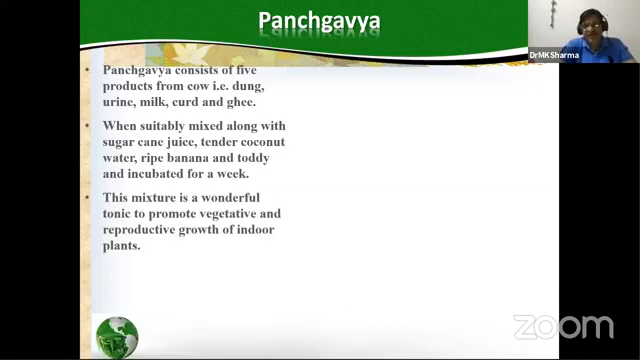 Panchgavya
DrMK Sharma
• Panchgavya consists of five
products from cow i.e. dung,
urine, milk, curd and ghee.
• When suitably mixed along with
sugar cane juice, tender coconut
water, ripe banana and toddy
and incubated for a week.
• This mixture is a wonderful
tonic to promote vegetative and
reproductive growth of indoor
plants.
zoom